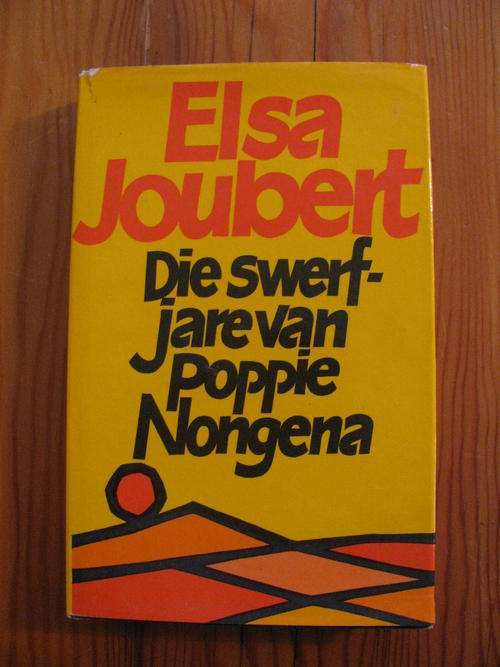 Elsa
Joubert
Die swerf-
jare van
Poppie
Nongena